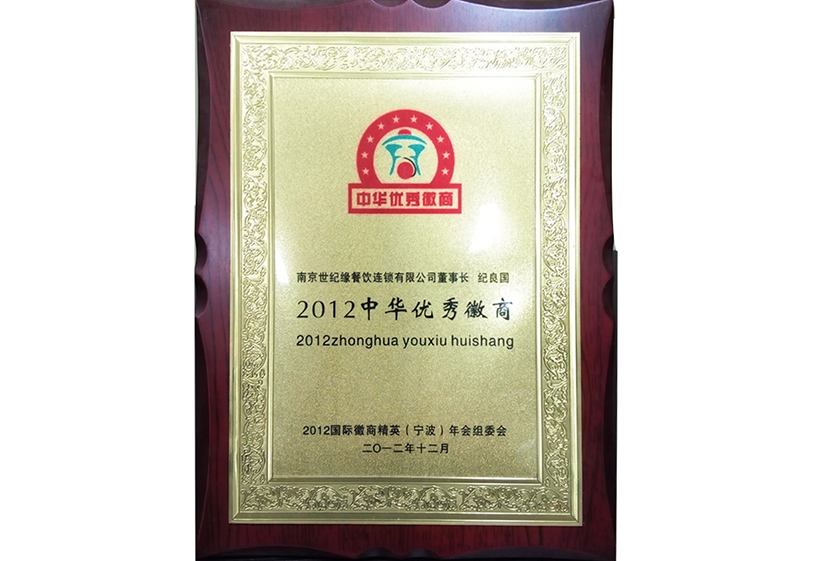 中华优秀徽商
南京世纪缘餐饮连锁有限公司董事长 纪良国
2012中华优秀徽商
2012zhonghua youxiu huishang
2012国际徽商精英（宁波）年会组委会
二〇一二年十二月